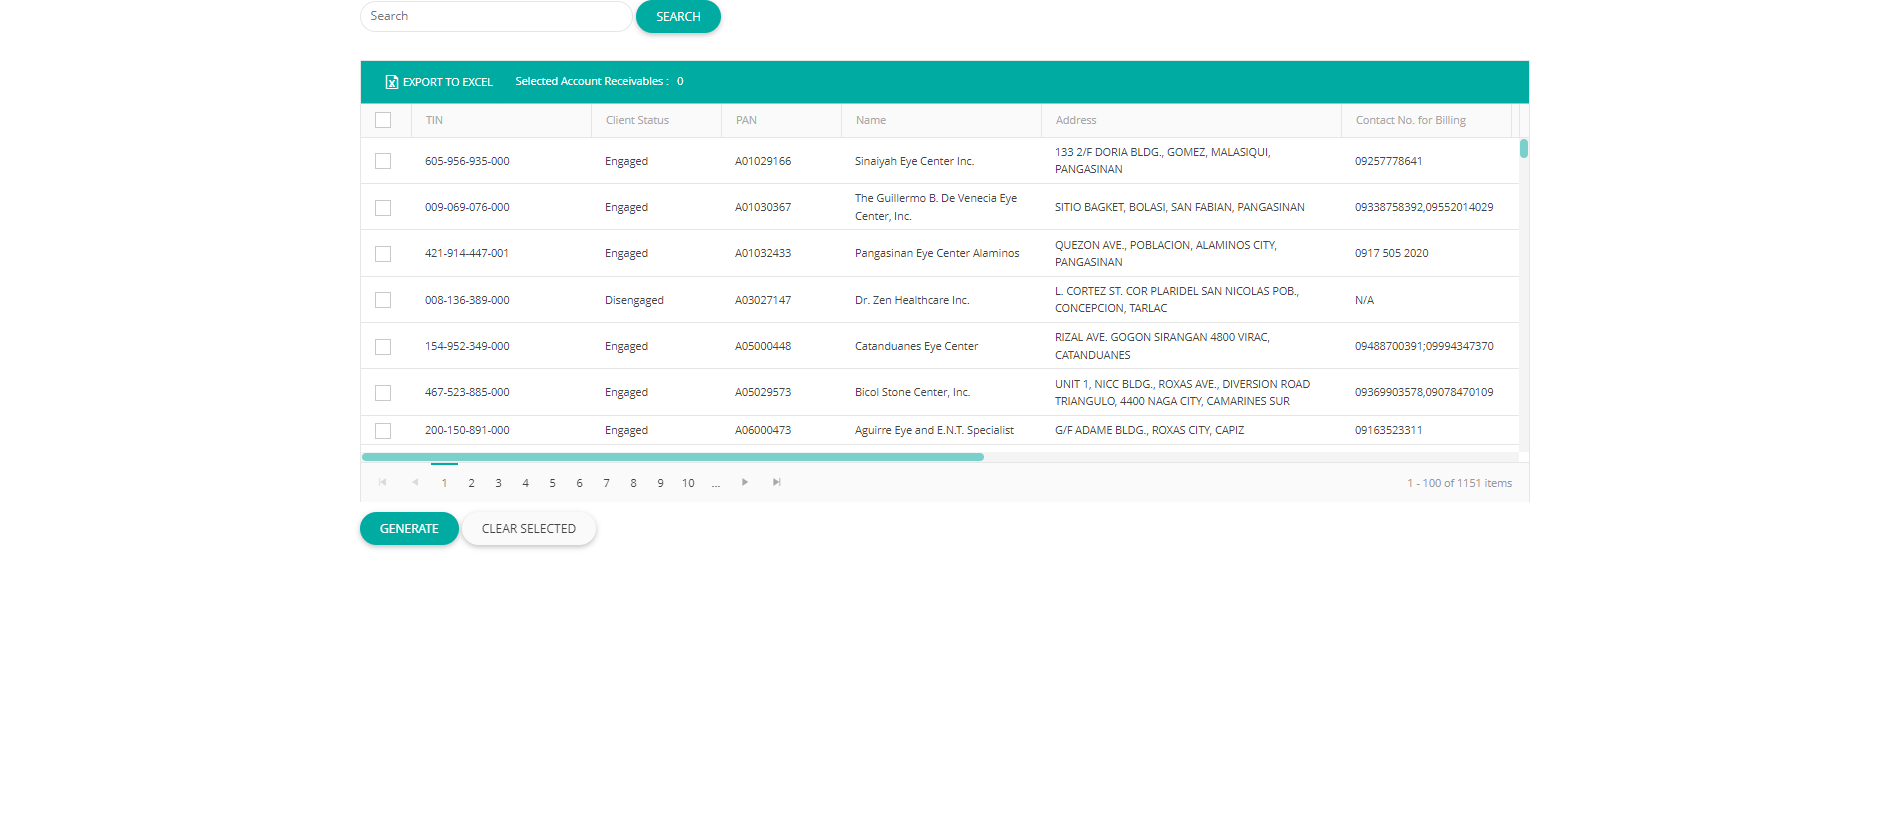 Search SEARCH
EXPORT TO EXCEL Selected Account Receivables : 0
TIN Client Status PAN Name Address Contact No. for Billing
605-956-935-000 Engaged A01029166 Sinaiyah Eye Center Inc. 133 2/F DORIA BLDG., GOMEZ, MALASIQUI,
PANGASINAN 09257778641
009-069-076-000 Engaged A01030367 The Guillermo B. De Venecia Eye
Center, Inc. SITIO BAGKET, BOLASI, SAN FABIAN, PANGASINAN 09338758392,09552014029
421-914-447-001 Engaged A01032433 Pangasinan Eye Center Alaminos QUEZON AVE., POBLACION, ALAMINOS CITY,
PANGASINAN 0917 505 2020
008-136-389-000 Disengaged A03027147 Dr. Zen Healthcare Inc. L. CORTEZ ST. COR PLARIDEL SAN NICOLAS POB.,
CONCEPCION, TARLAC N/A
154-952-349-000 Engaged A05000448 Catanduanes Eye Center RIZAL AVE. GOGON SIRANGAN 4800 VIRAC,
CATANDUANES 09488700391;09994347370
467-523-885-000 Engaged A05029573 Bicol Stone Center, Inc. UNIT 1, NICC BLDG., ROXAS AVE., DIVERSION ROAD
TRIANGULO, 4400 NAGA CITY, CAMARINES SUR 09369903578,09078470109
200-150-891-000 Engaged A06000473 Aguirre Eye and E.N.T. Specialist G/F ADAME BLDG., ROXAS CITY, CAPIZ 09163523311
1 2 3 4 5 6 7 8 9 10 ... 1 - 100 of 1151 items
GENERATE CLEAR SELECTED